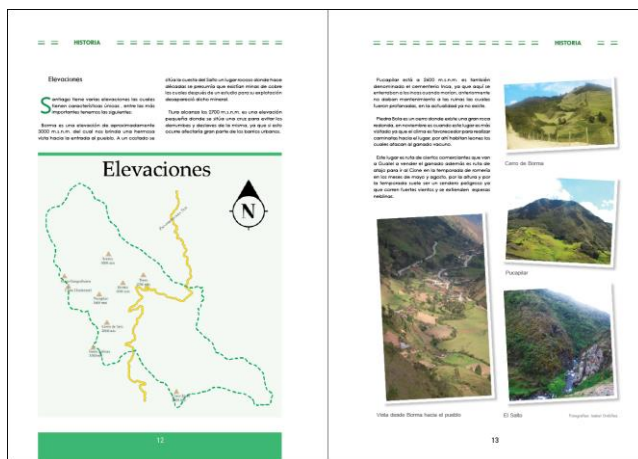 HISTORIA
Elevaciones
Santiago tiene varias elevaciones las cuales
tienen características únicas, entre las más
importantes tenemos las siguientes:
Borma es una elevación de aproximadamente
3000 m.s.n.m. del cual nos brinda una hermosa
vista hacia la entrada al pueblo. A un costado se
sitúa la cuesta del Salto un lugar rocoso donde hace
décadas se presumía que existían minas de cobre
las cuales después de un estudio para su explotación
desapareció dicho mineral.
Tiura alcanza los 2700 m.s.n.m. es una elevación
pequeña donde se sitúa una cruz para evitar los
derrumbes y deslaves de la misma, ya que si esto
ocurre afectaría gran parte de los barrios urbanos.
Elevaciones
N
12
HISTORIA
Pucapilar está a 2600 m.s.n.m. es también
denominado el cementerio Inca, ya que aquí se
enterraban a los incas cuando morían, anteriormente
no daban mantenimiento a las ruinas las cuales
fueron profanadas, en la actualidad ya no existe.
Piedra Bola es un cerro donde existe una gran roca
redonda, en noviembre es cuando este lugar es más
visitado ya que el clima es favorecedor para realizar
caminatas hacia el lugar, por ahí habitan leones los
cuales atacan al ganado vacuno.
Este lugar es ruta de ciertos comerciantes que van
a Gualel a vender el ganado además es ruta de
atajo para ir al Cisne en la temporada de romería
en los meses de mayo y agosto, por la altura y por
la temporada suele ser un sendero peligroso ya
que corren fuertes vientos y se extienden espesas
neblinas.
Cerro de Borma
Pucapilar
Vista desde Borma hacia el pueblo
El Salto
13